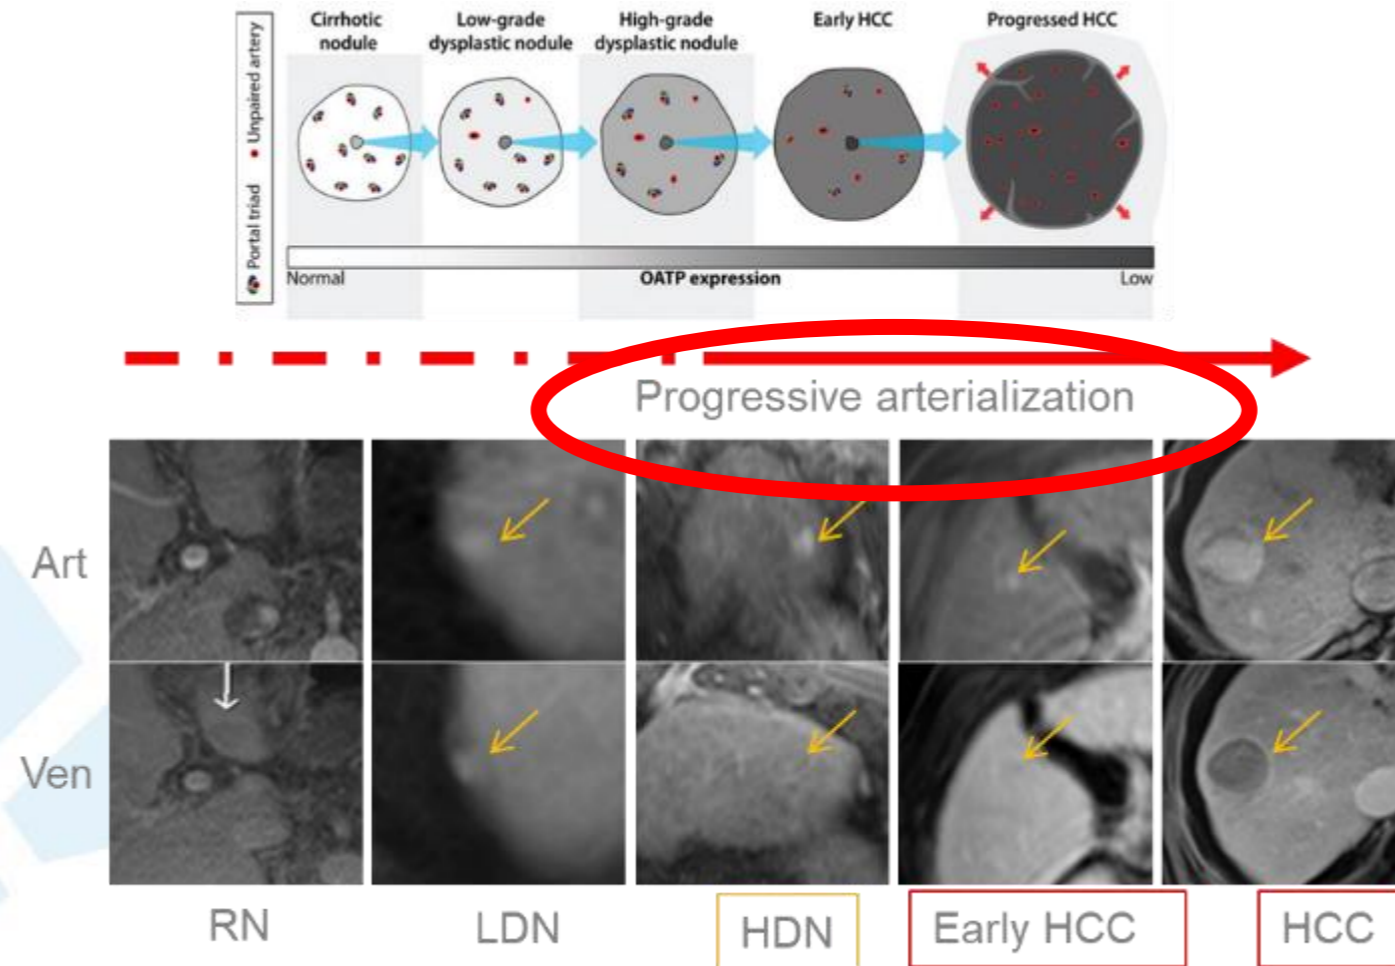 Cirrhotic
nodule
Low-grade
dysplastic nodule
High-grade
dysplastic nodule
Early HCC
Progressed HCC
Portal triad
Unpaired artery
Normal
OATP expression
Low
Progressive arterialization
Art
Ven
RN
LDN
HDN
Early HCC
HCC